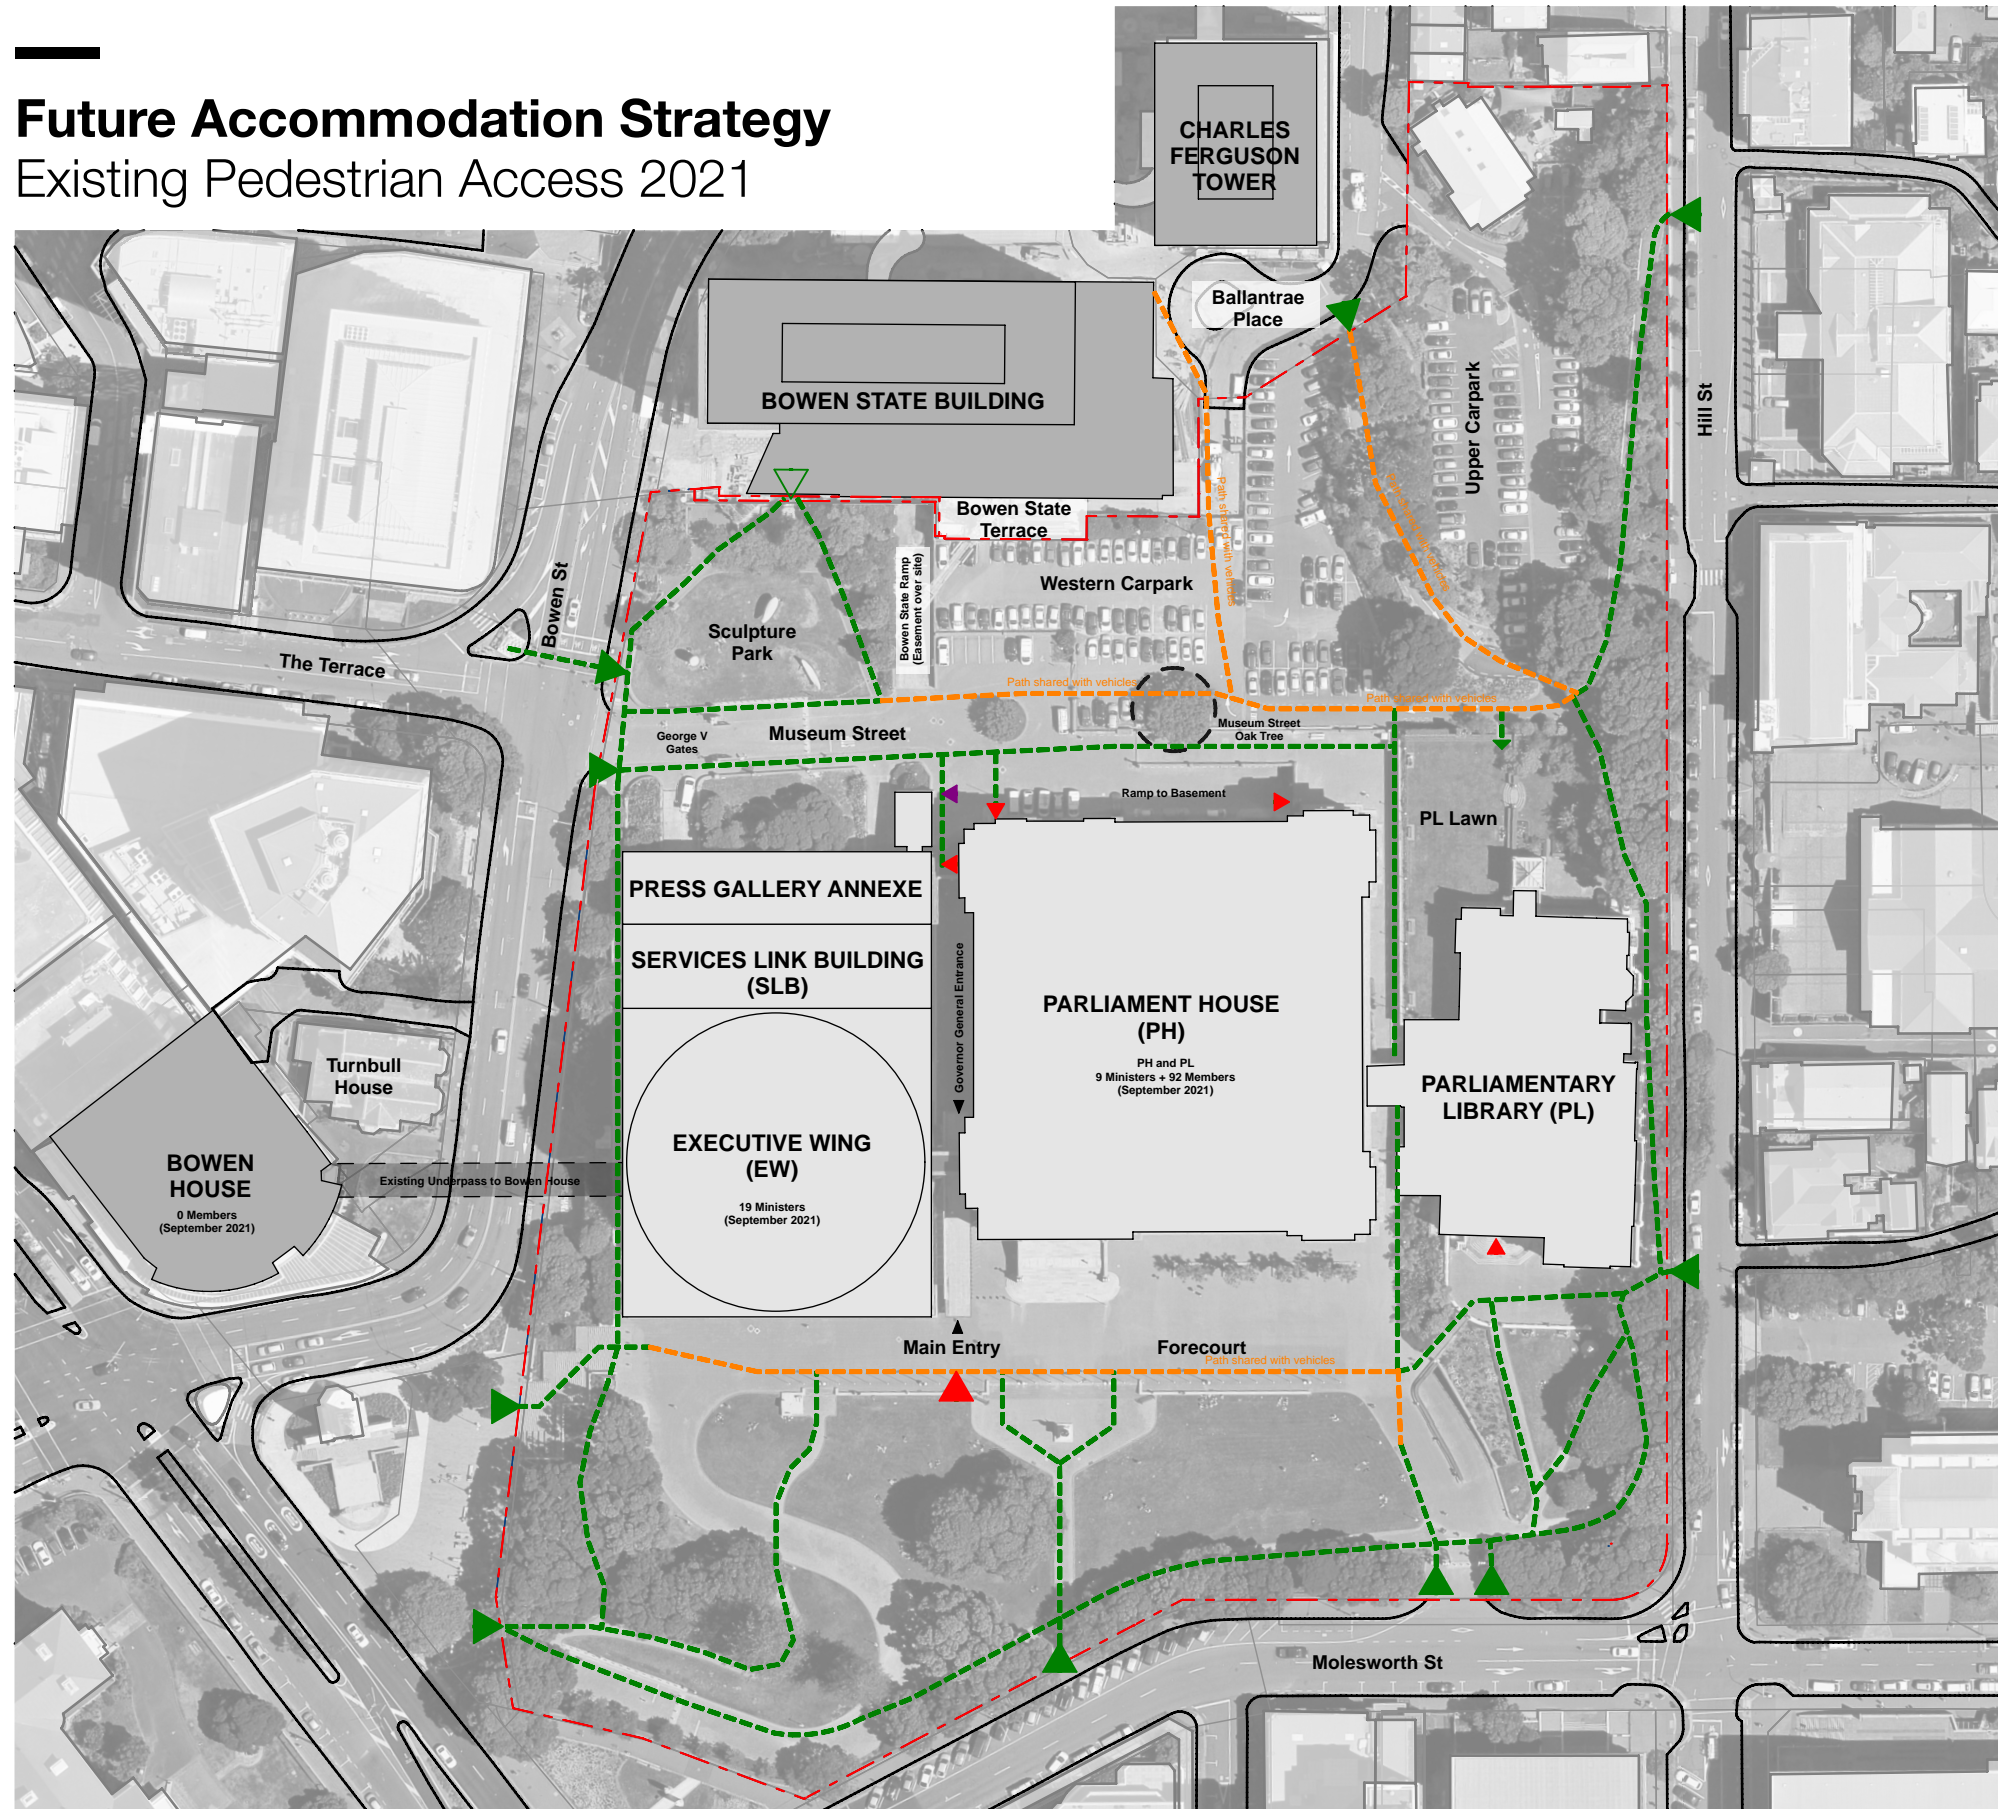 Future Accommodation Strategy
Existing Pedestrian Access 2021
CHARLES
FERGUSON
TOWER
Ballantrae
Place
BOWEN STATE BUILDING
Upper Carpark
Hill St
Path shared with vehicles
Path shared with vehicles
Bowen State
Terrace
Bowen State Ramp
(Easement over site)
Western Carpark
Bowen St
The Terrace
Sculpture
Park
Path shared with vehicles
Path shared with vehicles
George V
Gates
Museum Street
Museum Street
Oak Tree
Ramp to Basement
PL Lawn
PRESS GALLERY ANNEXE
SERVICES LINK BUILDING
(SLB)
Governor General Entrance
PARLIAMENT HOUSE
(PH)
PH and PL
9 Ministers + 92 Members
(September 2021)
PARLIAMENTARY
LIBRARY (PL)
Turnbull
House
EXECUTIVE WING
(EW)
19 Ministers
(September 2021)
BOWEN
HOUSE
0 Members
(September 2021)
Existing Underpass to Bowen House
Main Entry
Forecourt
Path shared with vehicles
Molesworth St